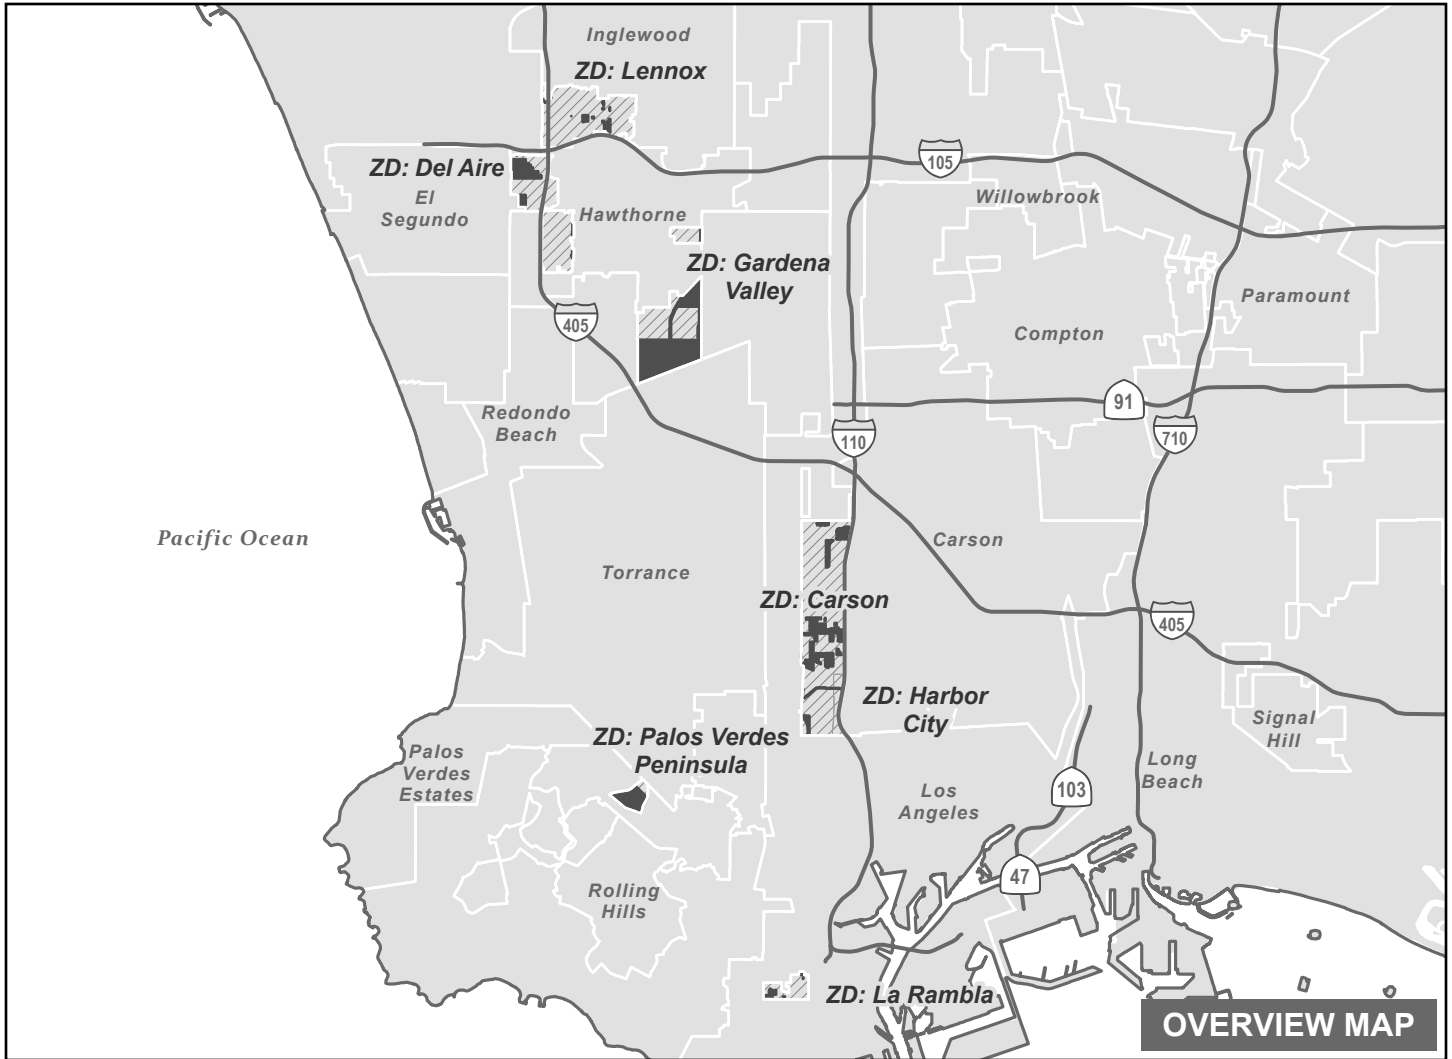 Inglewood
ZD: Lennox
105
ZD: Del Aire
El
Segundo
Hawthorne
Willowbrook
ZD: Gardena
Valley
Paramount
405
Compton
91
Redondo
Beach
110
710
Pacific Ocean
Carson
Torrance
ZD: Carson
405
ZD: Harbor
City
Signal
Hill
ZD: Palos Verdes
Peninsula
Palos
Verdes
Estates
Long
Beach
103
Los
Angeles
47
Rolling
Hills
ZD: La Rambla
OVERVIEW MAP